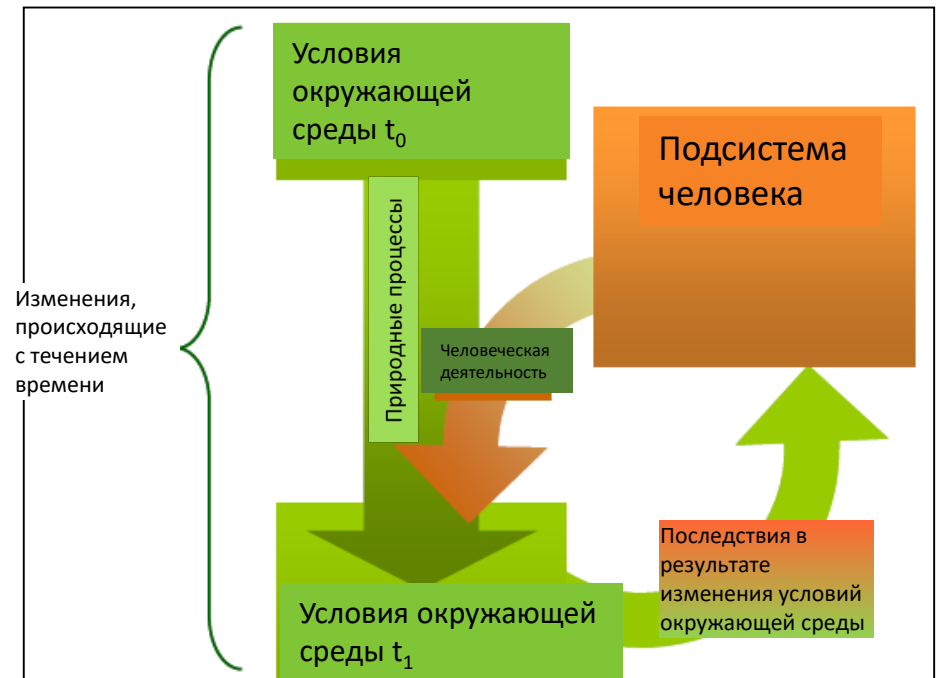 Условия
окружающей
среды t₀
Подсистема
человека
Природные процессы
Изменения,
происходящие
с течением
времени
Человеческая
деятельность
Последствия в
результате
изменения условий
окружающей среды
Условия окружающей
среды t₁